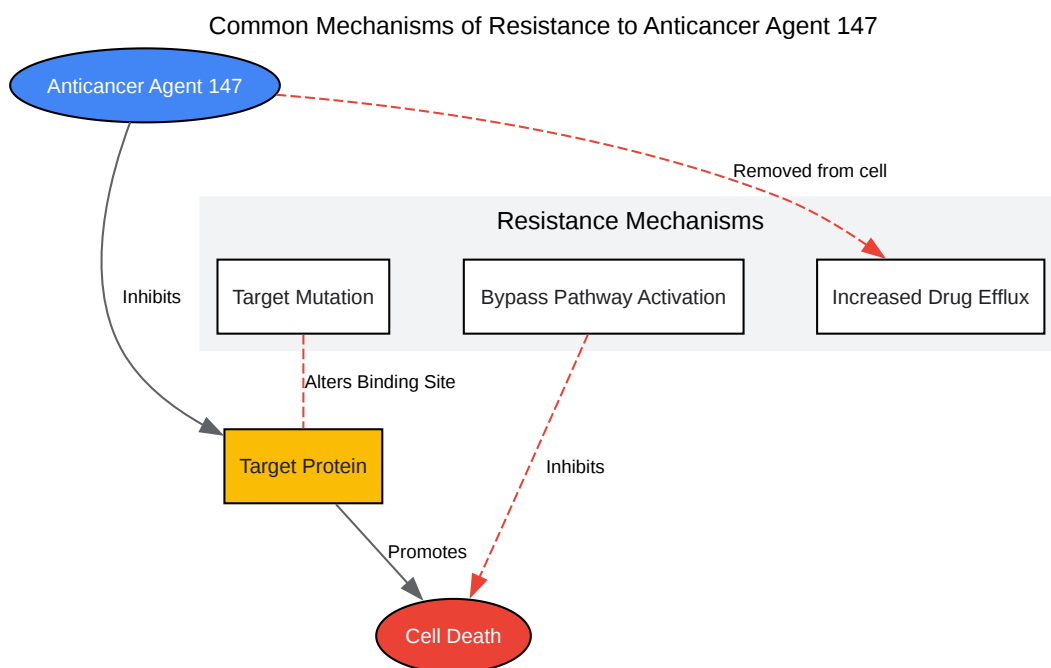 Common Mechanisms of Resistance to Anticancer Agent 147
Anticancer Agent 147
Removed from cell
Resistance Mechanisms
Target Mutation
Bypass Pathway Activation
Increased Drug Efflux
Inhibits
Alters Binding Site
Target Protein
Inhibits
Promotes
Cell Death